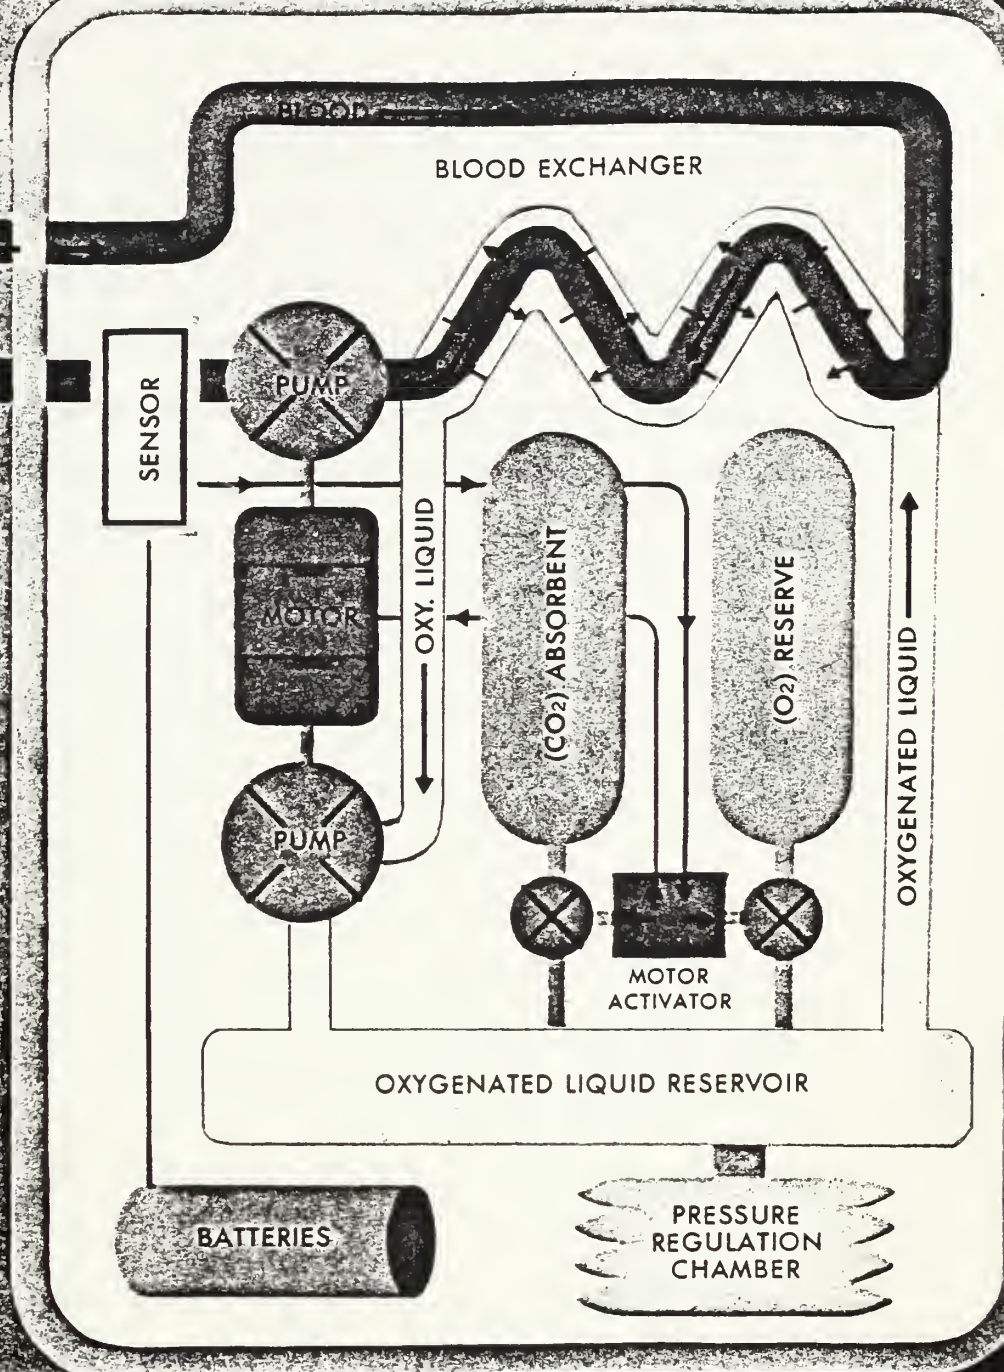 BLOOD
BLOOD EXCHANGER
SENSOR
PUMP
MOTOR
OXY. LIQUID
(CO2) ABSORBENT
(O2) RESERVE
OXYGENATED LIQUID
PUMP
MOTOR
ACTIVATOR
OXYGENATED LIQUID RESERVOIR
BATTERIES
PRESSURE
REGULATION
CHAMBER